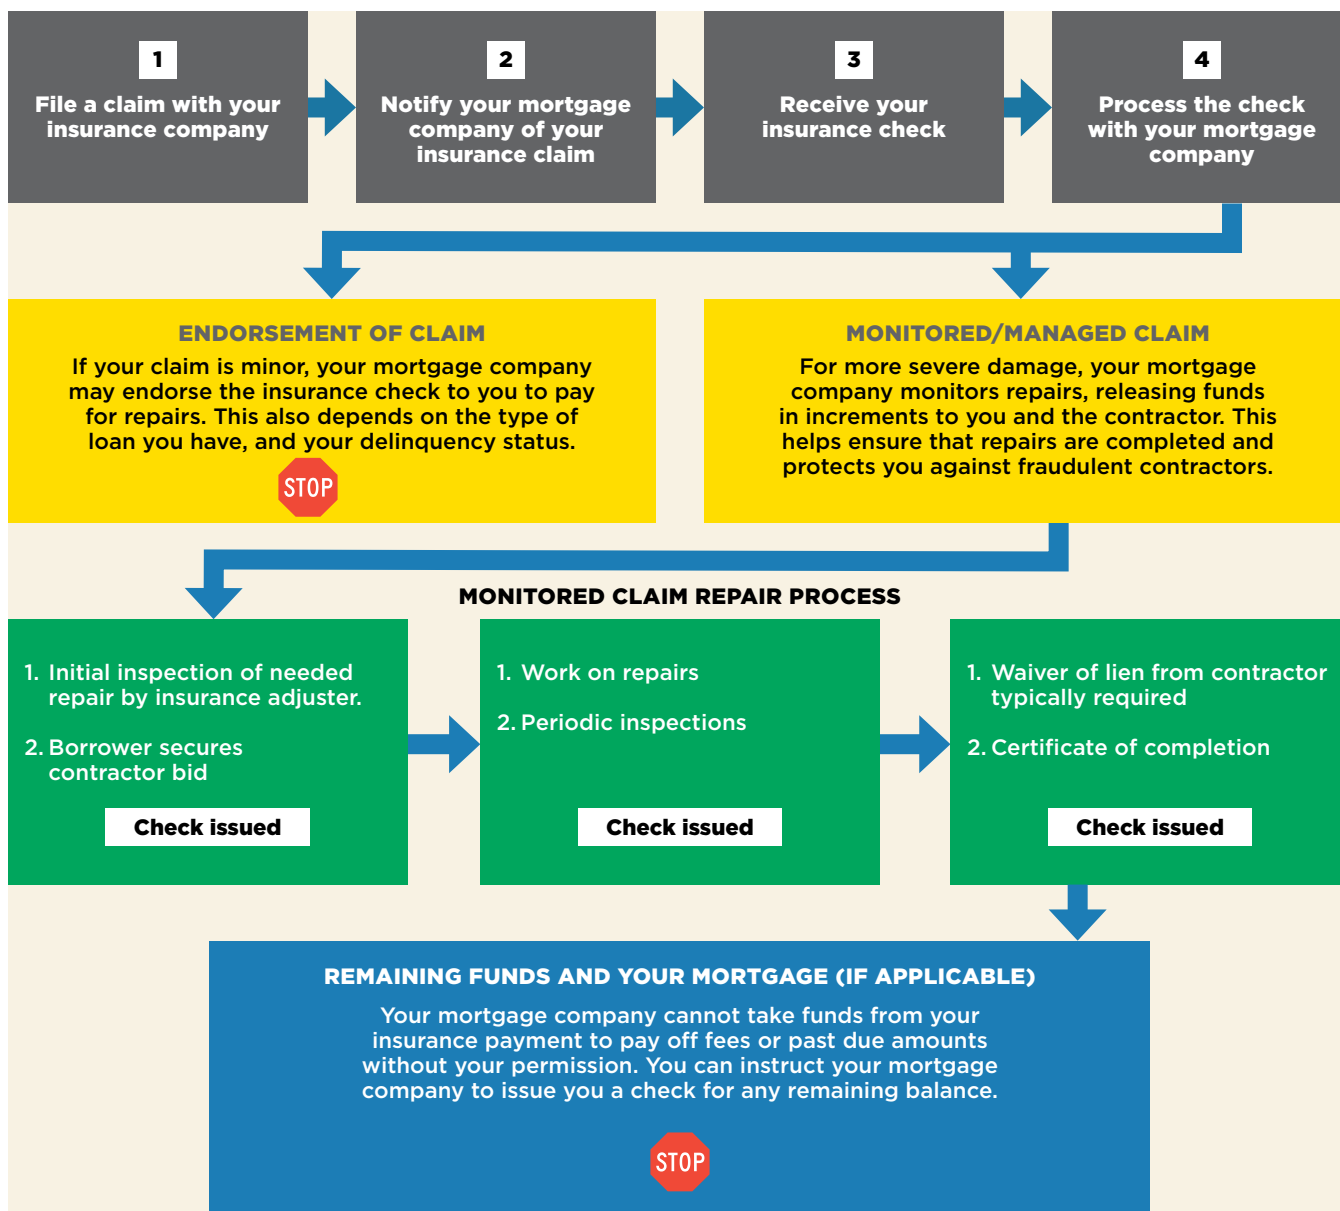 1
File a claim with your
insurance company
2
Notify your mortgage
company of your
insurance claim
3
Receive your
insurance check
4
Process the check
with your mortgage
company
ENDORSEMENT OF CLAIM
If your claim is minor, your mortgage company
may endorse the insurance check to you to pay
for repairs. This also depends on the type of
loan you have, and your delinquency status.
STOP
MONITORED/MANAGED CLAIM
For more severe damage, your mortgage
company monitors repairs, releasing funds
in increments to you and the contractor. This
helps ensure that repairs are completed and
protects you against fraudulent contractors.
MONITORED CLAIM REPAIR PROCESS
1. Initial inspection of needed
repair by insurance adjuster.
2. Borrower secures
contractor bid
Check issued
1. Work on repairs
2. Periodic inspections
Check issued
1. Waiver of lien from contractor
typically required
2. Certificate of completion
Check issued
REMAINING FUNDS AND YOUR MORTGAGE (IF APPLICABLE)
Your mortgage company cannot take funds from your
insurance payment to pay off fees or past due amounts
without your permission. You can instruct your mortgage
company to issue you a check for any remaining balance.
STOP